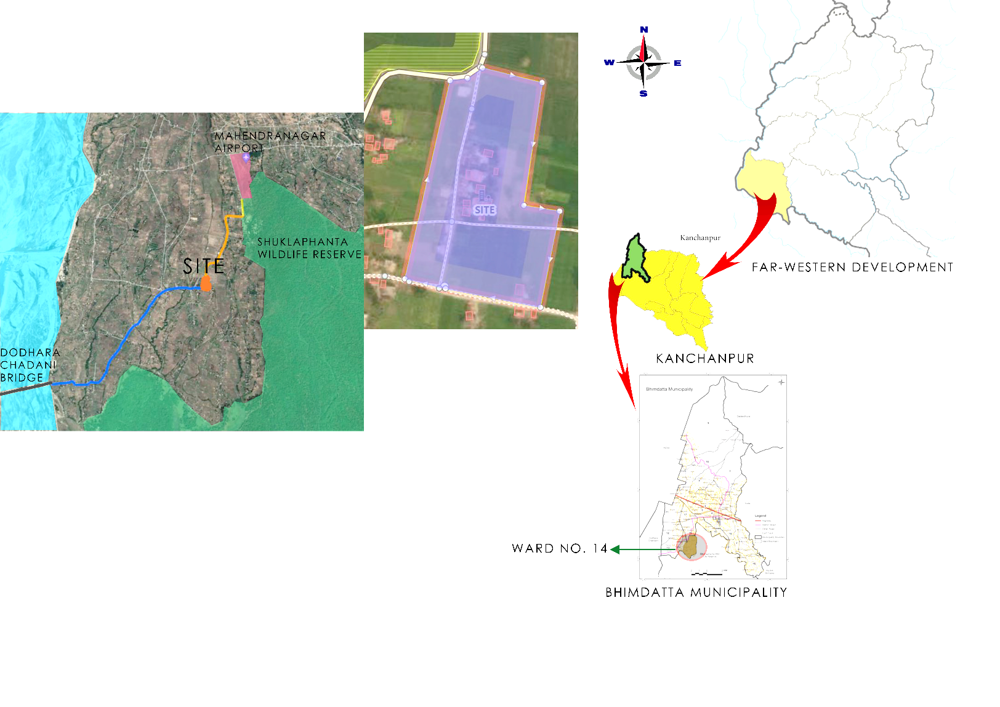 MAHENDRANAGAR
AIRPORT
SHUKLAPHANTA
WILDLIFE RESERVE
SITE
DODHARA
CHADANI
BRIDGE
SITE
N
W
E
S
FAR-WESTERN DEVELOPMENT
Kanchanpur
KANCHANPUR
Bhimdatta Municipality
Legend
WARD NO. 14
BHIMDATTA MUNICIPALITY